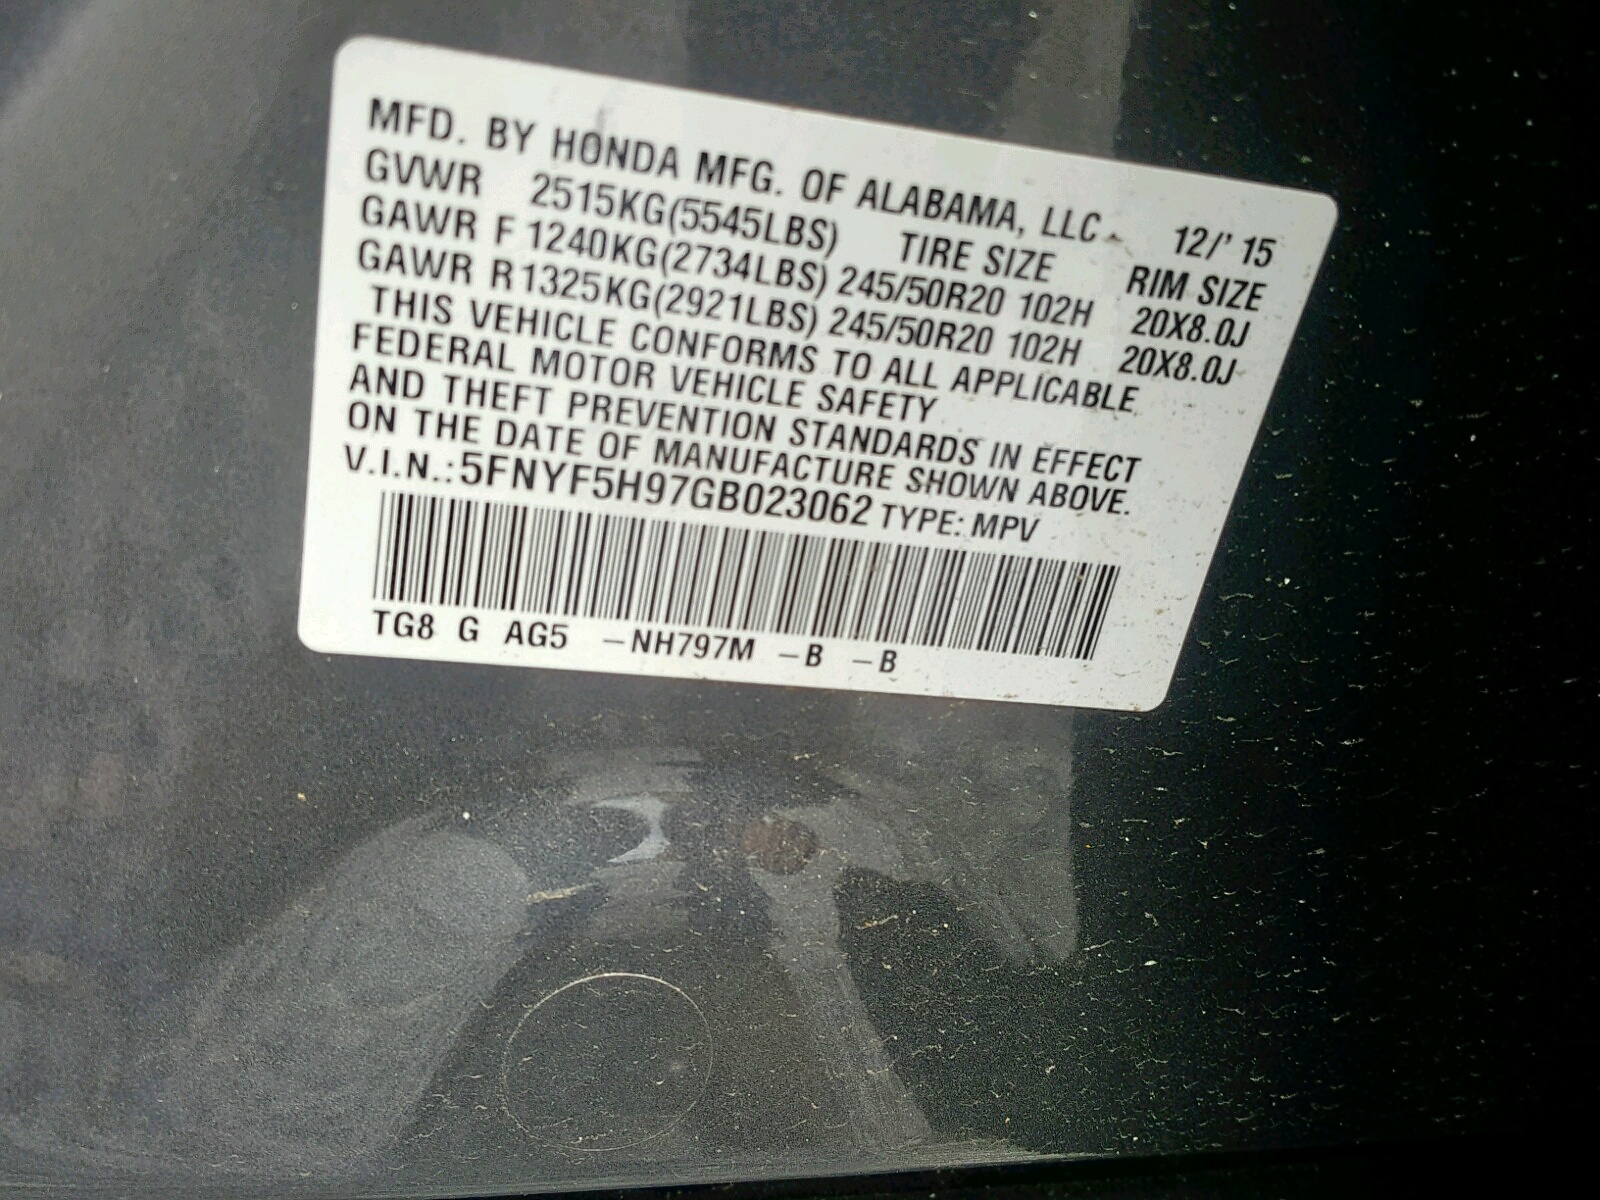 MFD. BY HONDA MFG. OF ALABAMA, LLC 12/' 15
GVWR 2515KG(5545LBS) TIRE SIZE RIM SIZE
GAWR F 1240KG(2734LBS) 245/50R20 102H 20X8.0J
GAWR R 1325KG(2921LBS) 245/50R20 102H 20X8.0J
THIS VEHICLE CONFORMS TO ALL APPLICABLE
FEDERAL MOTOR VEHICLE SAFETY
AND THEFT PREVENTION STANDARDS IN EFFECT
ON THE DATE OF MANUFACTURE SHOWN ABOVE.
V.I.N.: 5FNYF5H97GB023062 TYPE: MPV
TG8 G AG5 –NH797M –B –B